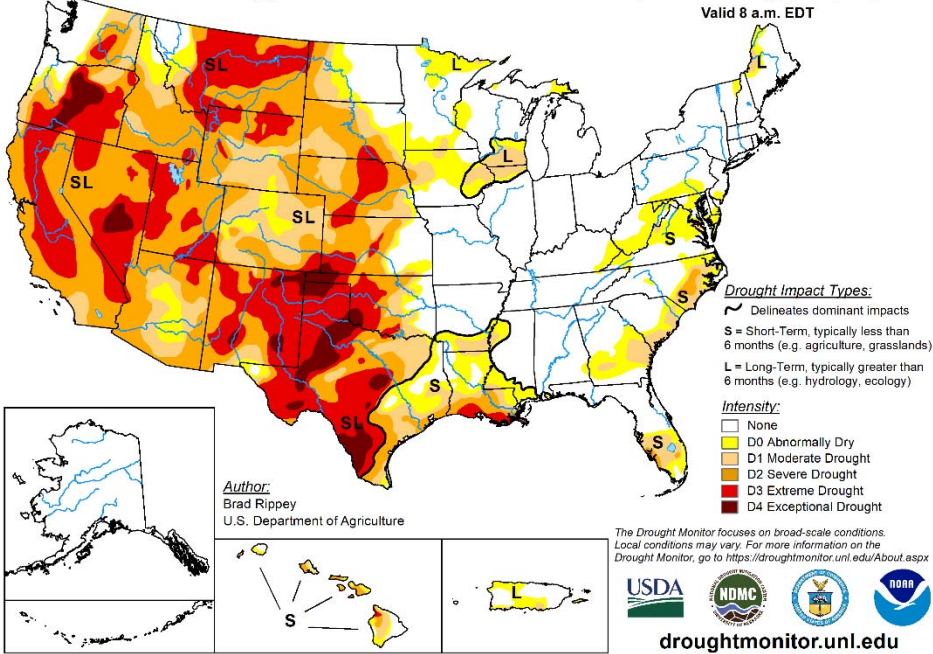 Valid 8 a.m. EDT
L
L
SL
L
SL
SL
S
S
S
SL
S
Drought Impact Types:
Delineates dominant impacts
S = Short-Term, typically less than
6 months (e.g. agriculture, grasslands)
L = Long-Term, typically greater than
6 months (e.g. hydrology, ecology)
Intensity:
None
D0 Abnormally Dry
D1 Moderate Drought
D2 Severe Drought
D3 Extreme Drought
D4 Exceptional Drought
Author:
Brad Rippey
U.S. Department of Agriculture
S
L
The Drought Monitor focuses on broad-scale conditions.
Local conditions may vary. For more information on the
Drought Monitor, go to https://droughtmonitor.unl.edu/About.aspx
USDA
NDMC
NOAA
droughtmonitor.unl.edu